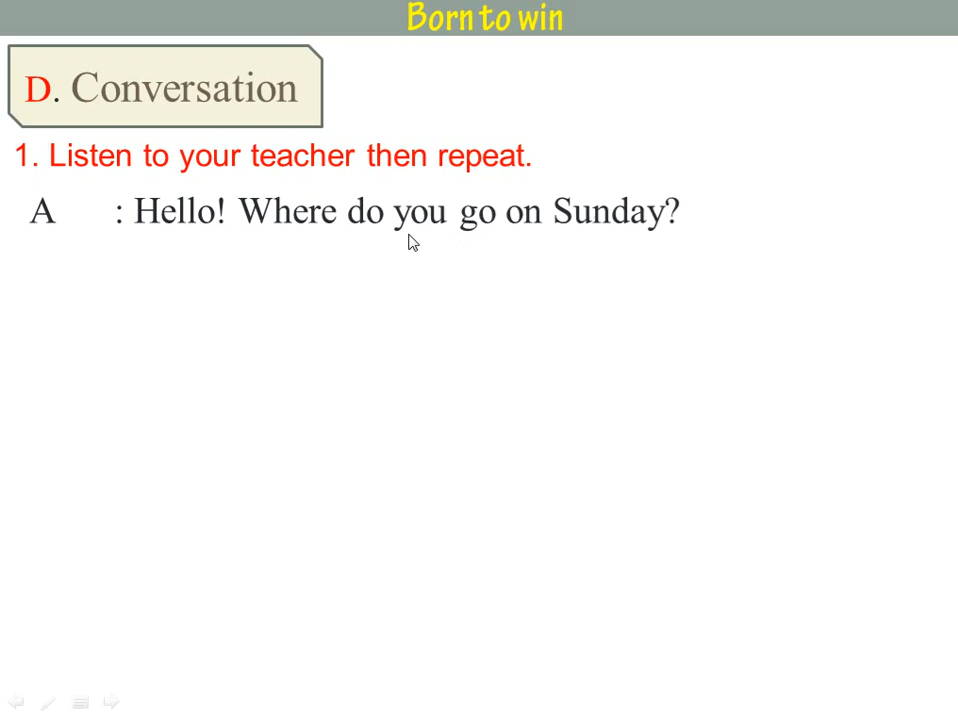 Born to win
D. Conversation
1. Listen to your teacher then repeat.
A : Hello! Where do you go on Sunday?